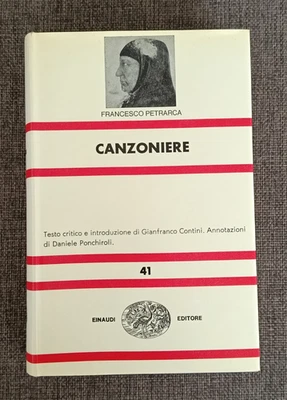 FRANCESCO PETRARCA
CANZONIERE
Testo critico e introduzione di Gianfranco Contini. Annotazioni
di Daniele Ponchiroli.
41
EINAUDI EDITORE